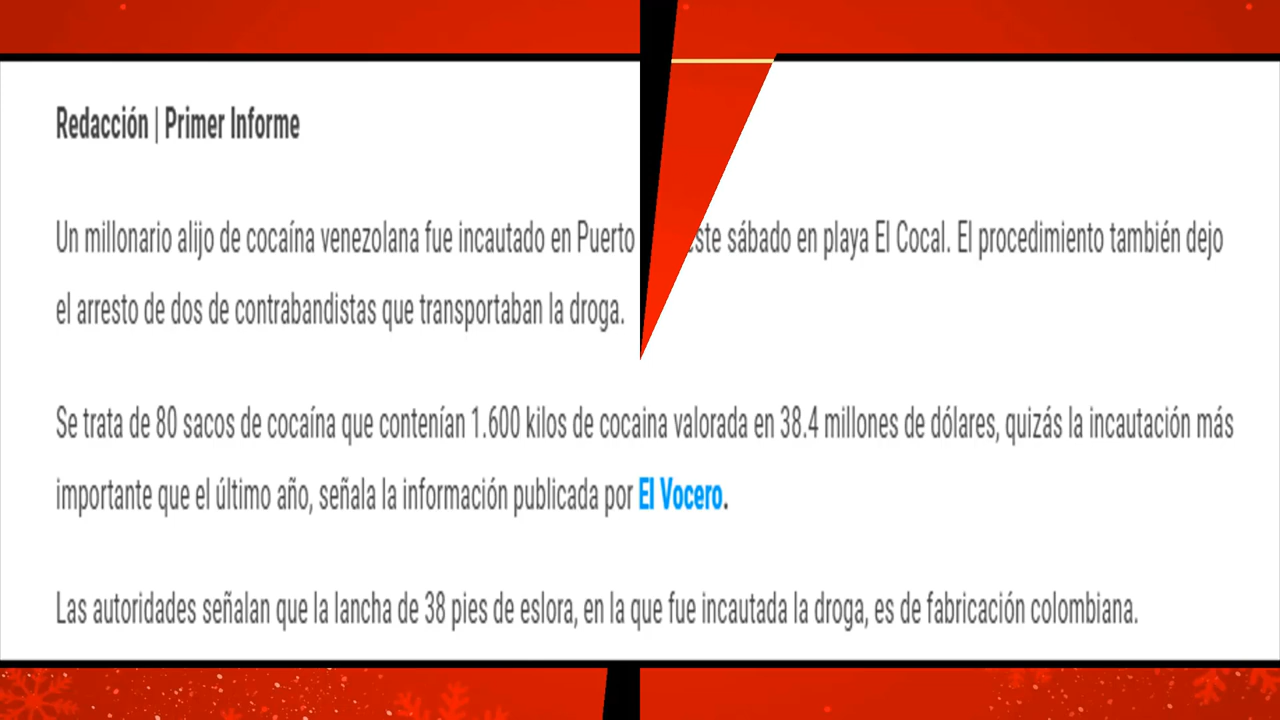 Redacción | Primer Informe
Un millonario alijo de cocaína venezolana fue incautado en Puerto ste sábado en playa El Cocal. El procedimiento también dejo
el arresto de dos de contrabandistas que transportaban la droga.
Se trata de 80 sacos de cocaína que contenían 1.600 kilos de cocaina valorada en 38.4 millones de dólares, quizás la incautación más
importante que el último año, señala la información publicada por El Vocero.
Las autoridades señalan que la lancha de 38 pies de eslora, en la que fue incautada la droga, es de fabricación colombiana.